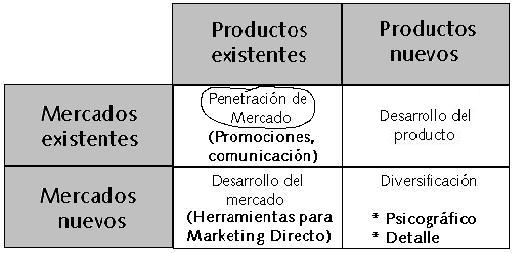 Productos
existentes
Productos
nuevos
Mercados
existentes
Penetración de
Mercado
(Promociones,
comunicación)
Desarrollo del
producto
Mercados
nuevos
Desarrollo del
mercado
(Herramientas para
Marketing Directo)
Diversificación
* Psicográfico
* Detalle